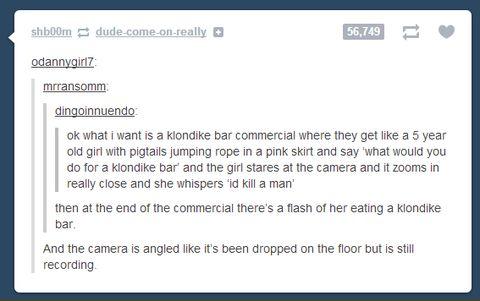 shb00m dude-come-on-really 56,749
odannygirl7:
mrransomm:
dingoinnuendo:
ok what i want is a klondike bar commercial where they get like a 5 year
old girl with pigtails jumping rope in a pink skirt and say 'what would you
do for a klondike bar' and the girl stares at the camera and it zooms in
really close and she whispers 'id kill a man'
then at the end of the commercial there's a flash of her eating a klondike
bar.
And the camera is angled like it's been dropped on the floor but is still
recording.